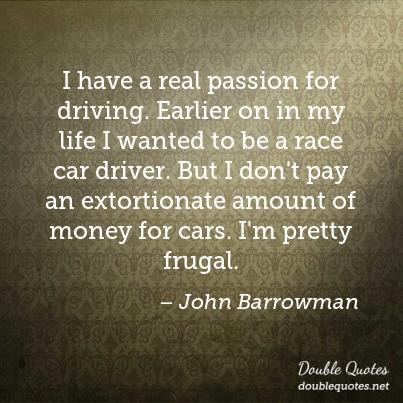 I have a real passion for
driving. Earlier on in my
life I wanted to be a race
car driver. But I don't pay
an extortionate amount of
money for cars. I'm pretty
frugal.
– John Barrowman
Double Quotes
doublequotes.net